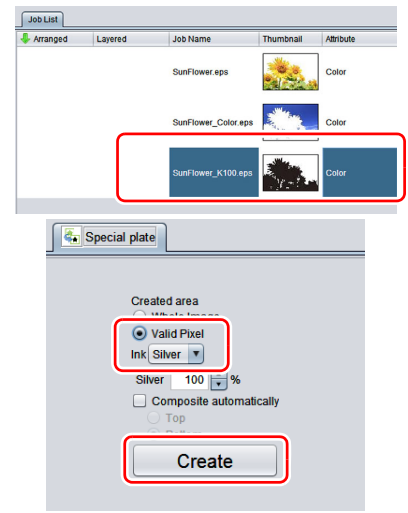 Job List
Arranged Layered Job Name Thumbnail Attribute
SunFlower.eps Color
SunFlower_Color.eps Color
SunFlower_K100.eps Color
Special plate
Created area
Whole Image
Valid Pixel
Ink Silver
Silver 100 %
Composite automatically
Top
Create